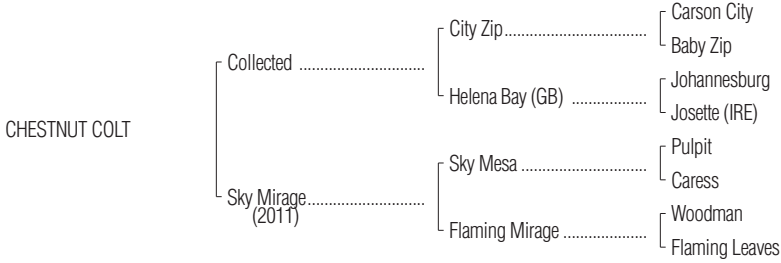 Carson City
City Zip
Baby Zip
Collected
Johannesburg
Helena Bay (GB)
Josette (IRE)
CHESTNUT COLT
Pulpit
Sky Mesa
Caress
Sky Mirage
(2011)
Woodman
Flaming Mirage
Flaming Leaves